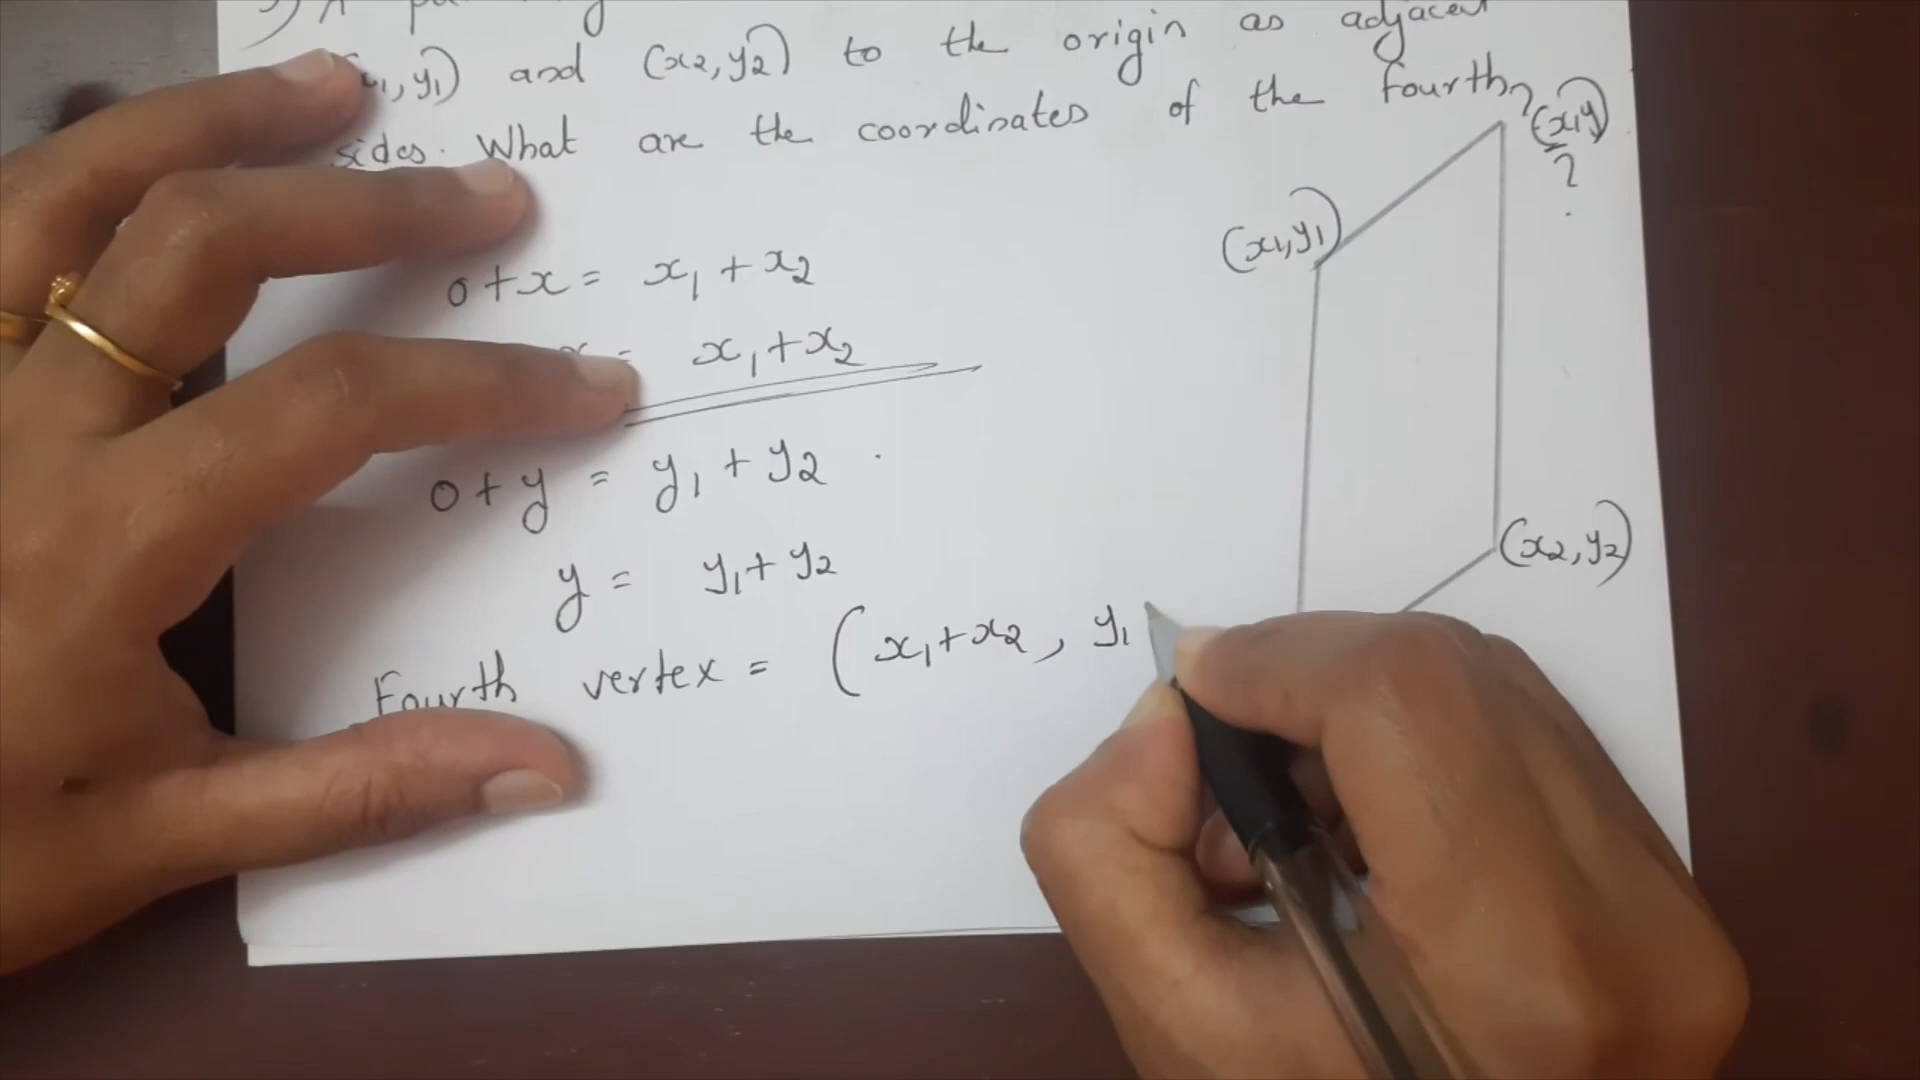 and (x2, y2) to the origin as adjacent
sides. What are the coordinates of the fourth
(x, y)
?
(x1, y1)
0 + x = x1 + x2
x = x1 + x2
0 + y = y1 + y2
(x2, y2)
y = y1 + y2
Fourth vertex = (x1 + x2, y1